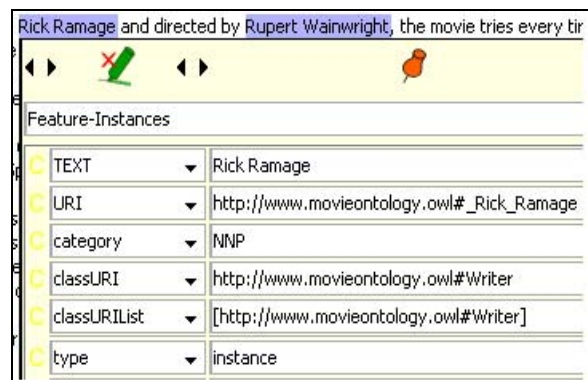 Rick Ramage and directed by Rupert Wainwright, the movie tries every
Feature-Instances
C TEXT Rick Ramage
C URI http://www.movieontology.owl#_Rick_Ramage
C category NNP
C classURI http://www.movieontology.owl#Writer
C classURIList [http://www.movieontology.owl#Writer]
C type instance